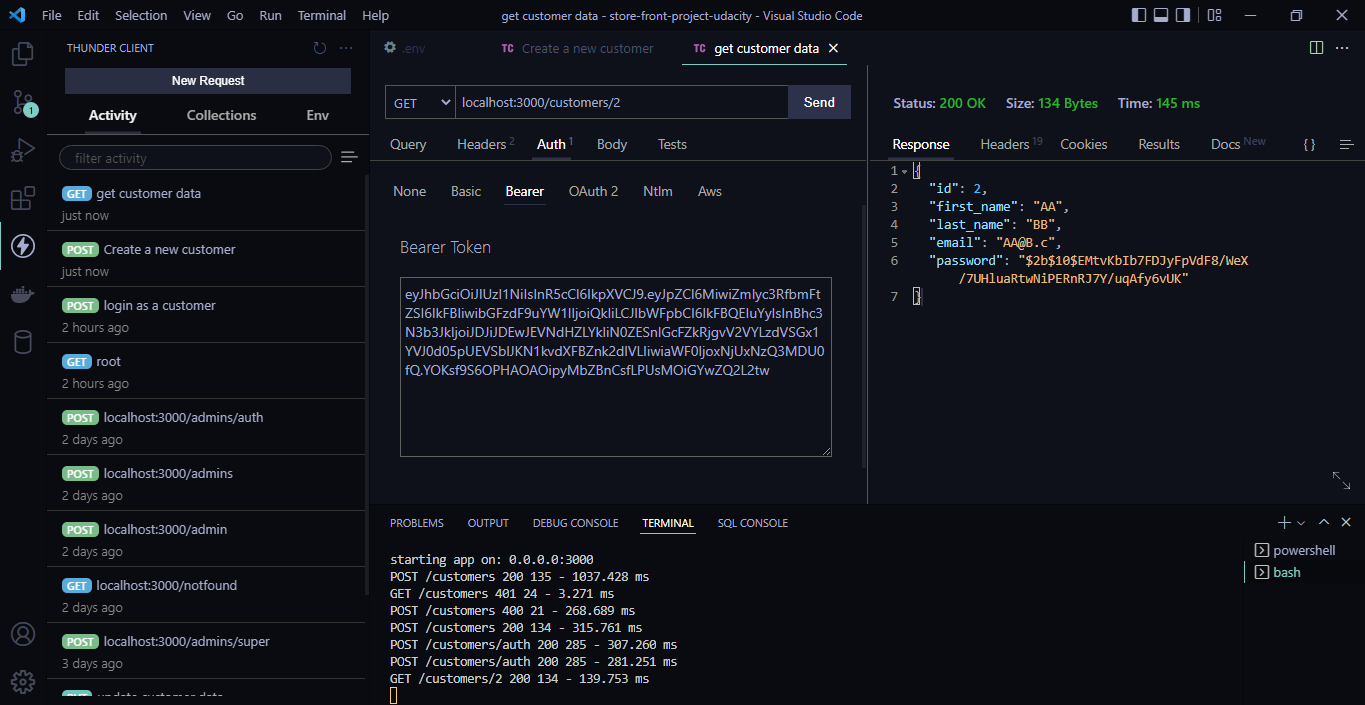 File Edit Selection View Go Run Terminal Help
get customer data - store-front-project-udacity - Visual Studio Code
THUNDER CLIENT
New Request
Activity Collections Env
filter activity
GET get customer data
just now
POST Create a new customer
just now
POST login as a customer
2 hours ago
GET root
2 hours ago
POST localhost:3000/admins/auth
2 days ago
POST localhost:3000/admins
2 days ago
POST localhost:3000/admin
2 days ago
GET localhost:3000/notfound
2 days ago
POST localhost:3000/admins/super
3 days ago
1
.env
TC Create a new customer
TC get customer data
GET localhost:3000/customers/2 Send
Query Headers 2 Auth 1 Body Tests
None Basic Bearer OAuth 2 Ntlm Aws
Bearer Token
Status: 200 OK Size: 134 Bytes Time: 145 ms
Response Headers 19 Cookies Results Docs New {}
1 {
2 "id": 2,
3 "first_name": "AA",
4 "last_name": "BB",
5 "email": "AA@B.c",
6 "password": "$2b$10$EMtvKbIb7FDJyFpVdF8/WeX
/7UHluaRtwNiPERnRJ7Y/uqAfy6vUK"
7 }
PROBLEMS OUTPUT DEBUG CONSOLE TERMINAL SQL CONSOLE
starting app on: 0.0.0.0:3000
POST /customers 200 135 - 1037.428 ms
GET /customers 401 24 - 3.271 ms
POST /customers 400 21 - 268.689 ms
POST /customers 200 134 - 315.761 ms
POST /customers/auth 200 285 - 307.260 ms
POST /customers/auth 200 285 - 281.251 ms
GET /customers/2 200 134 - 139.753 ms
powershell
bash